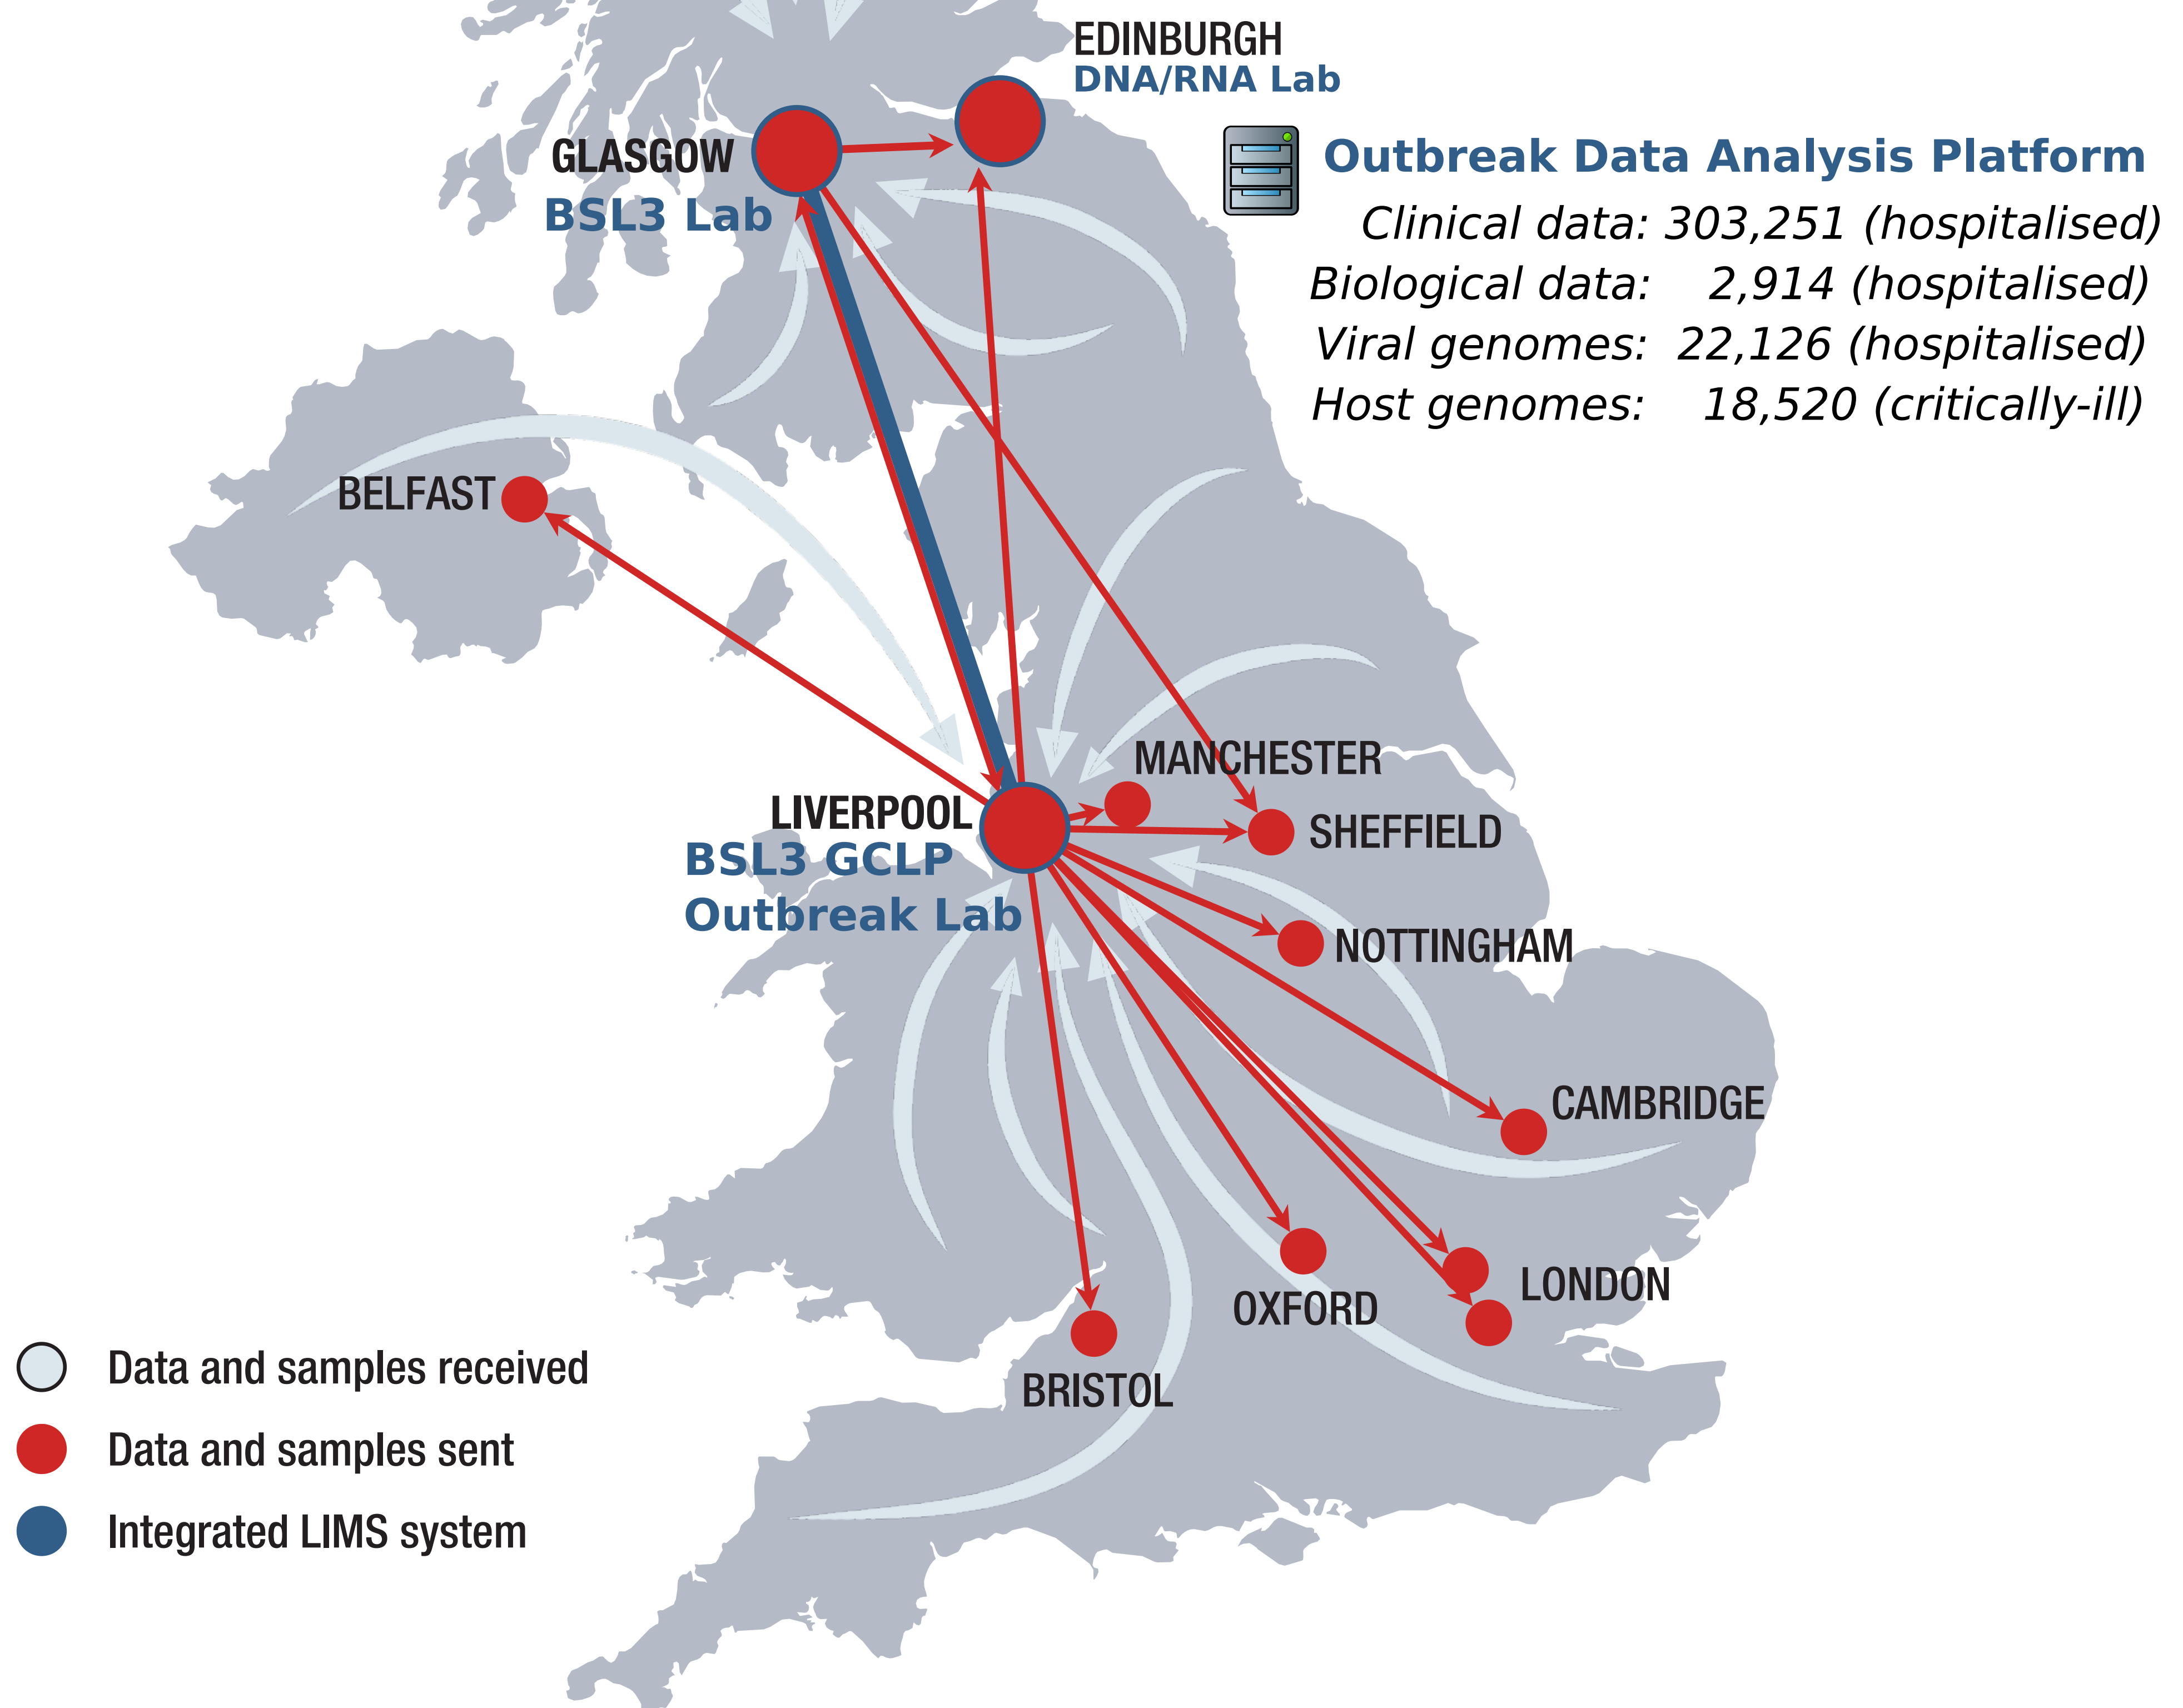 EDINBURGH
DNA/RNA Lab
GLASGOW
BSL3 Lab
Outbreak Data Analysis Platform
Clinical data: 303,251 (hospitalised)
Biological data: 2,914 (hospitalised)
Viral genomes: 22,126 (hospitalised)
Host genomes: 18,520 (critically-ill)
BELFAST
MANCHESTER
LIVERPOOL
BSL3 GCLP
Outbreak Lab
SHEFFIELD
NOTTINGHAM
CAMBRIDGE
LONDON
OXFORD
BRISTOL
Data and samples received
Data and samples sent
Integrated LIMS system